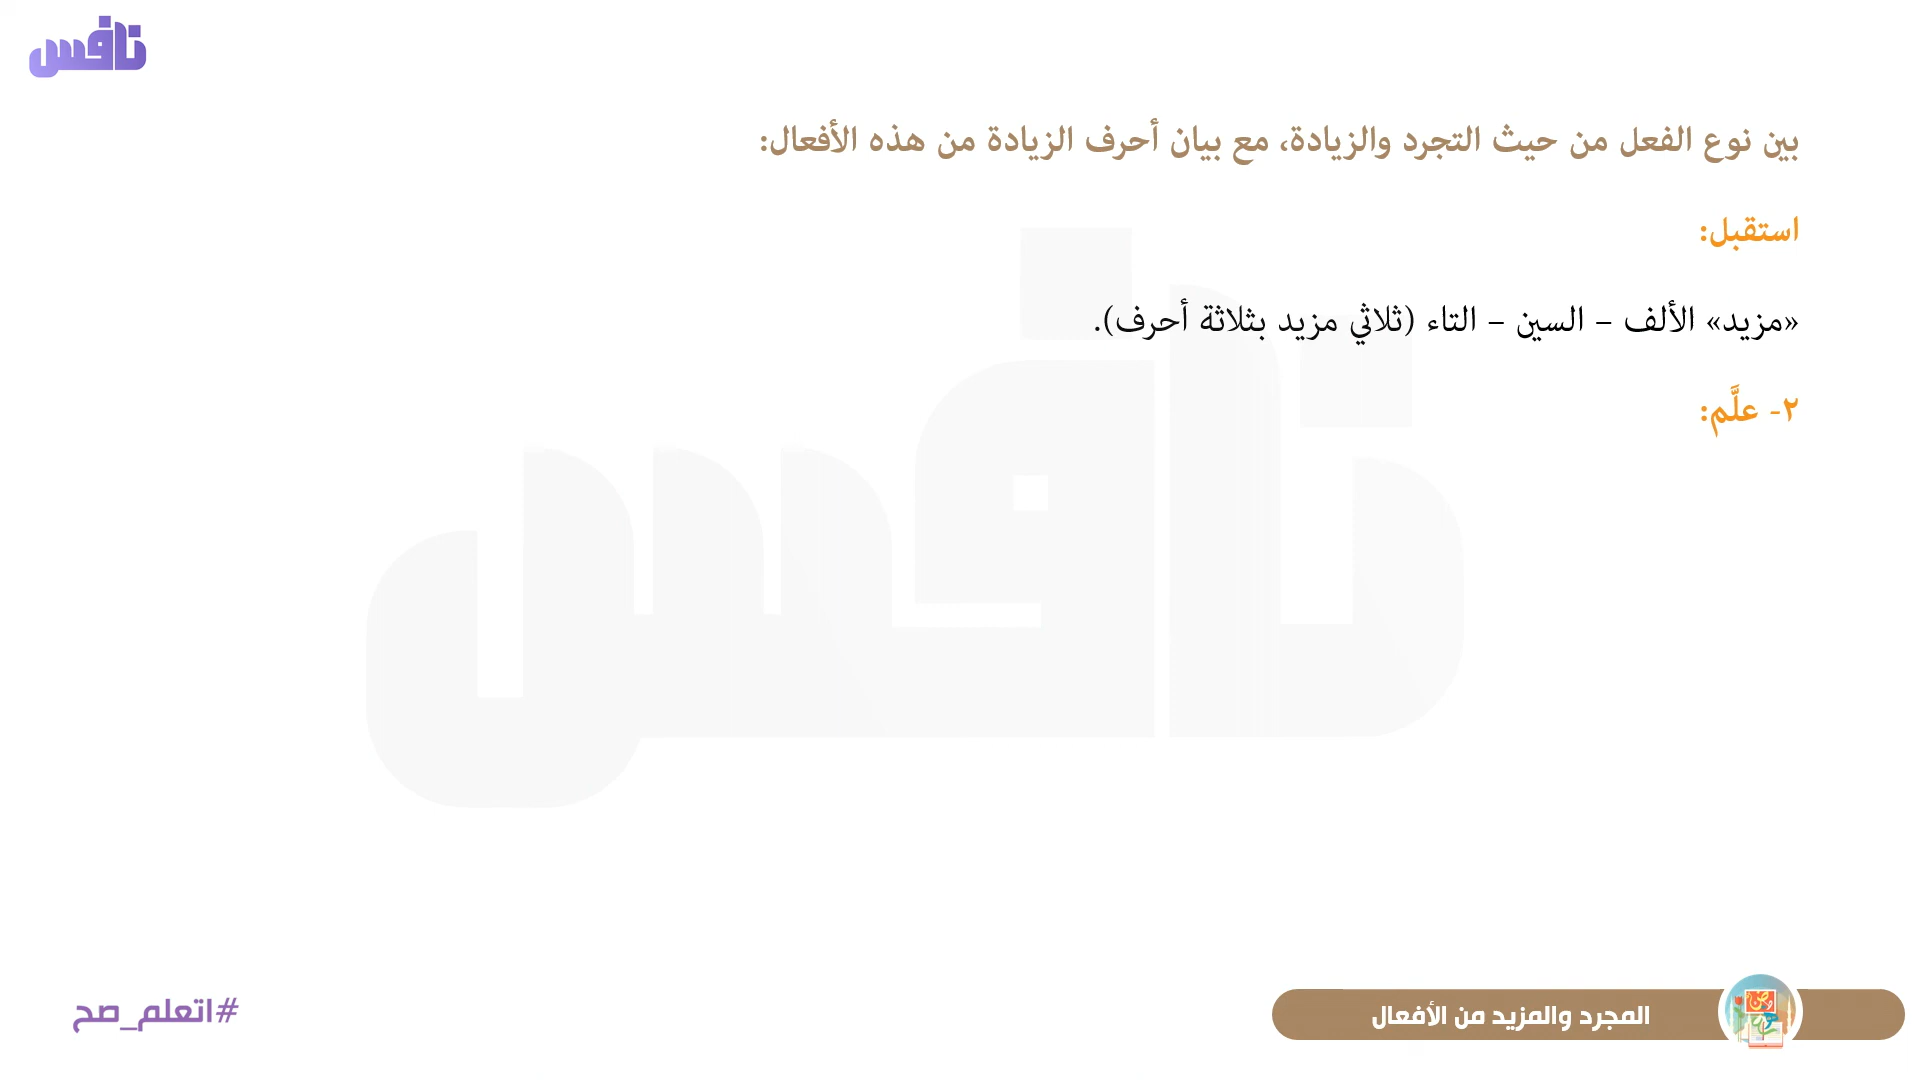 نافس
بين نوع الفعل من حيث التجرد والزيادة، مع بيان أحرف الزيادة من هذه الأفعال:
استقبل:
«مزيد» الألف – السين – التاء (ثلاثي مزيد بثلاثة أحرف).
٢- علَّم:
نافس
المجرد والمزيد من الأفعال
#اتعلم_صح